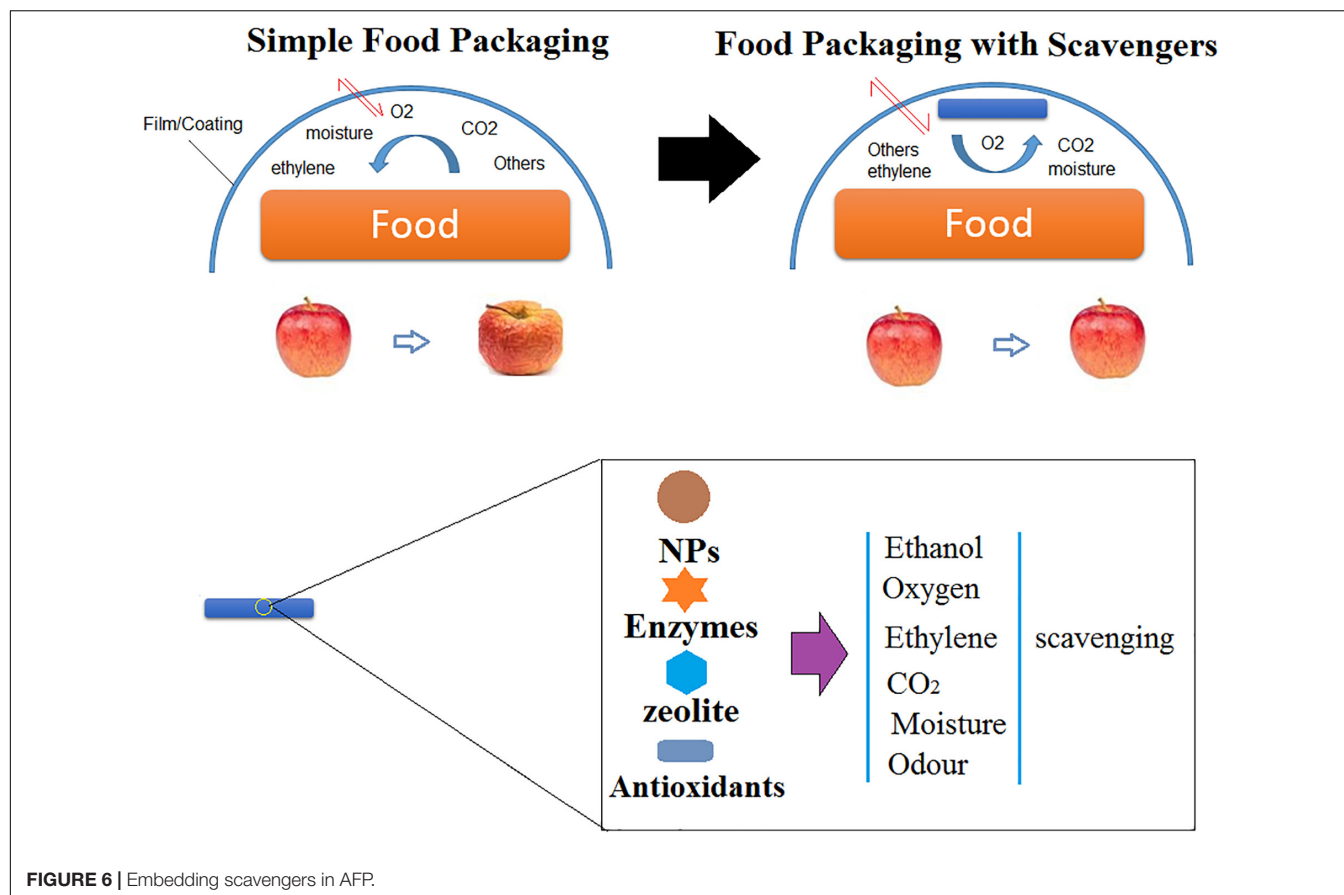 Simple Food Packaging
Film/Coating
O2
moisture
CO2
ethylene
Others
Food
Food Packaging with Scavengers
Others
ethylene
O2
CO2
moisture
Food
NPs
Enzymes
zeolite
Antioxidants
Ethanol
Oxygen
Ethylene
CO₂
Moisture
Odour
scavenging
FIGURE 6 | Embedding scavengers in AFP.